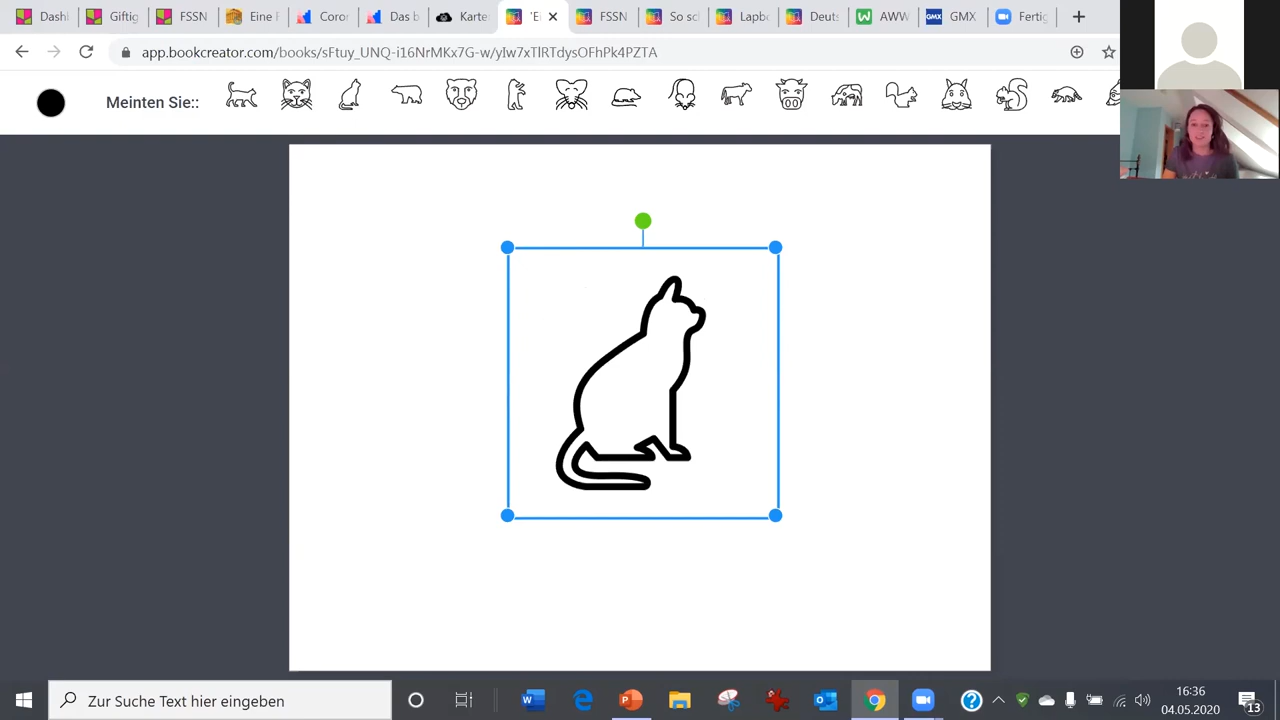 Dashl
Giftig
FSSN
Eine F
Coror
Das b
Karte
'E
FSSN
So scl
Lapb
Deuts
AWW
GMX
Fertig
app.bookcreator.com/books/sFtuy_UNQ-i16NrMKx7G-w/yIw7xTlRTdysOFhPk4PZTA
Meinten Sie::
Zur Suche Text hier eingeben
16:36
04.05.2020
13